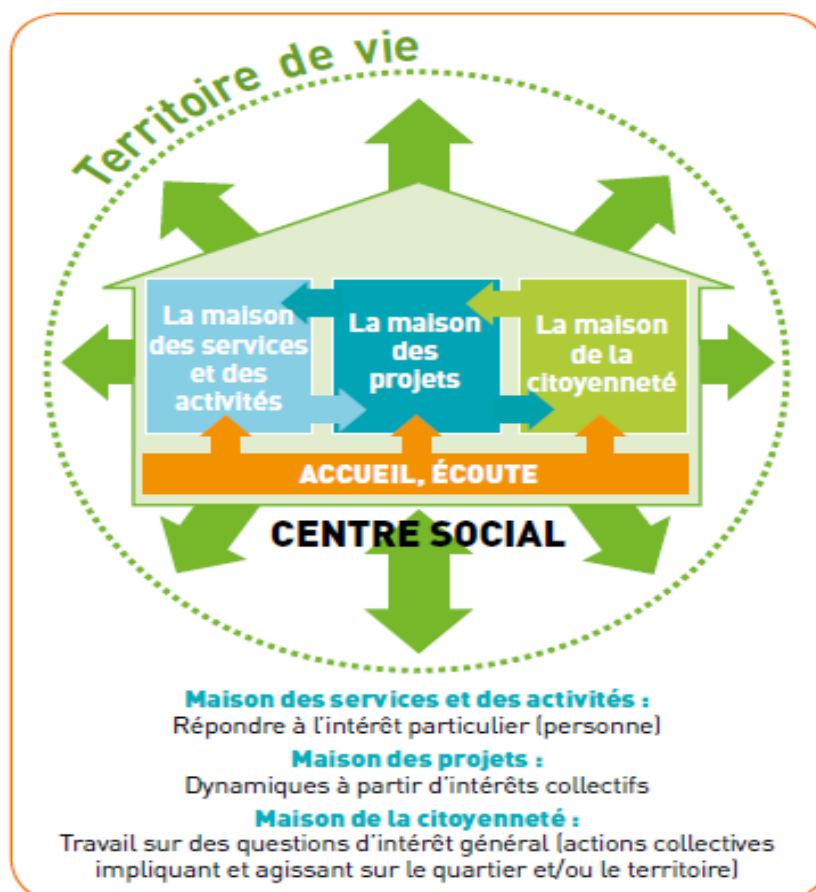 Territoire de vie
La maison
des services
et des
activités
La maison
des
projets
La maison
de la
citoyenneté
ACCUEIL, ÉCOUTE
CENTRE SOCIAL
Maison des services et des activités :
Répondre à l'intérêt particulier (personne)
Maison des projets :
Dynamiques à partir d'intérêts collectifs
Maison de la citoyenneté :
Travail sur des questions d'intérêt général (actions collectives
impliquant et agissant sur le quartier et/ou le territoire)